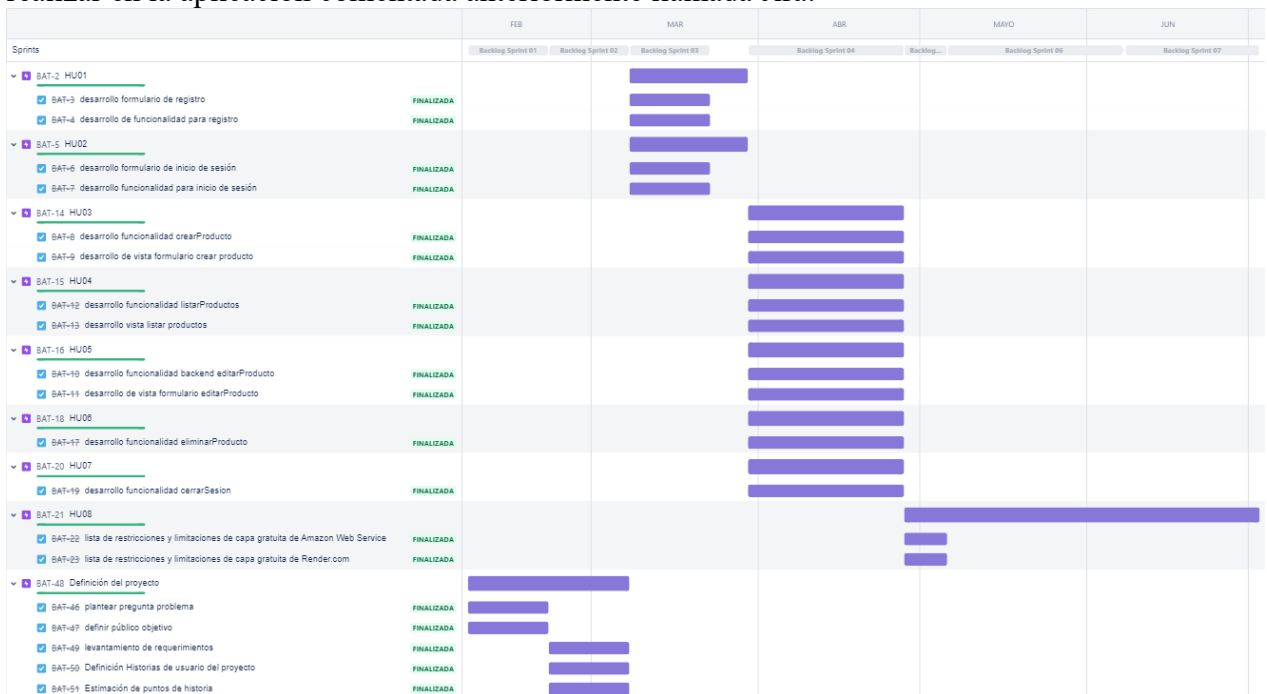 FEB MAR ABR MAYO JUN
Sprints Backlog Sprint 01 Backlog Sprint 02 Backlog Sprint 03 Backlog Sprint 04 Backlog... Backlog Sprint 06 Backlog Sprint 07
BAT-2 HU01
BAT-3 desarrollo formulario de registro FINALIZADA
BAT-4 desarrollo de funcionalidad para registro FINALIZADA
BAT-5 HU02
BAT-6 desarrollo formulario de inicio de sesión FINALIZADA
BAT-7 desarrollo funcionalidad para inicio de sesión FINALIZADA
BAT-14 HU03
BAT-8 desarrollo funcionalidad crearProducto FINALIZADA
BAT-9 desarrollo de vista formulario crear producto FINALIZADA
BAT-15 HU04
BAT-12 desarrollo funcionalidad listarProductos FINALIZADA
BAT-13 desarrollo vista listar productos FINALIZADA
BAT-16 HU05
BAT-10 desarrollo funcionalidad backend editarProducto FINALIZADA
BAT-11 desarrollo de vista formulario editarProducto FINALIZADA
BAT-18 HU06
BAT-17 desarrollo funcionalidad eliminarProducto FINALIZADA
BAT-20 HU07
BAT-19 desarrollo funcionalidad cerrarSesion FINALIZADA
BAT-21 HU08
BAT-22 lista de restricciones y limitaciones de capa gratuita de Amazon Web Service FINALIZADA
BAT-23 lista de restricciones y limitaciones de capa gratuita de Render.com FINALIZADA
BAT-48 Definición del proyecto
BAT-46 plantear pregunta problema FINALIZADA
BAT-47 definir público objetivo FINALIZADA
BAT-49 levantamiento de requerimientos FINALIZADA
BAT-50 Definición Historias de usuario del proyecto FINALIZADA
BAT-51 Estimación de puntos de historia FINALIZADA